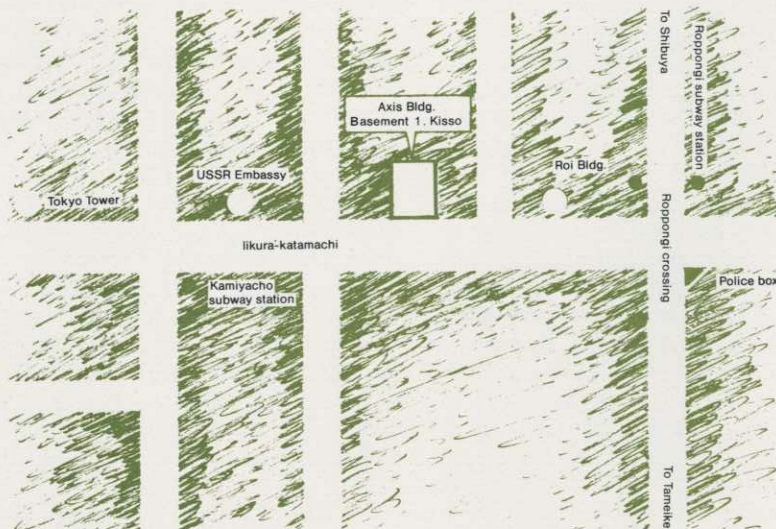 To Shibuya
Roppongi subway station
Axis Bldg.
Basement 1. Kisso
Roi Bldg.
USSR Embassy
Tokyo Tower
Roppongi crossing
Iikura-katamachi
Kamiyacho
subway station
Police box
To Tameike